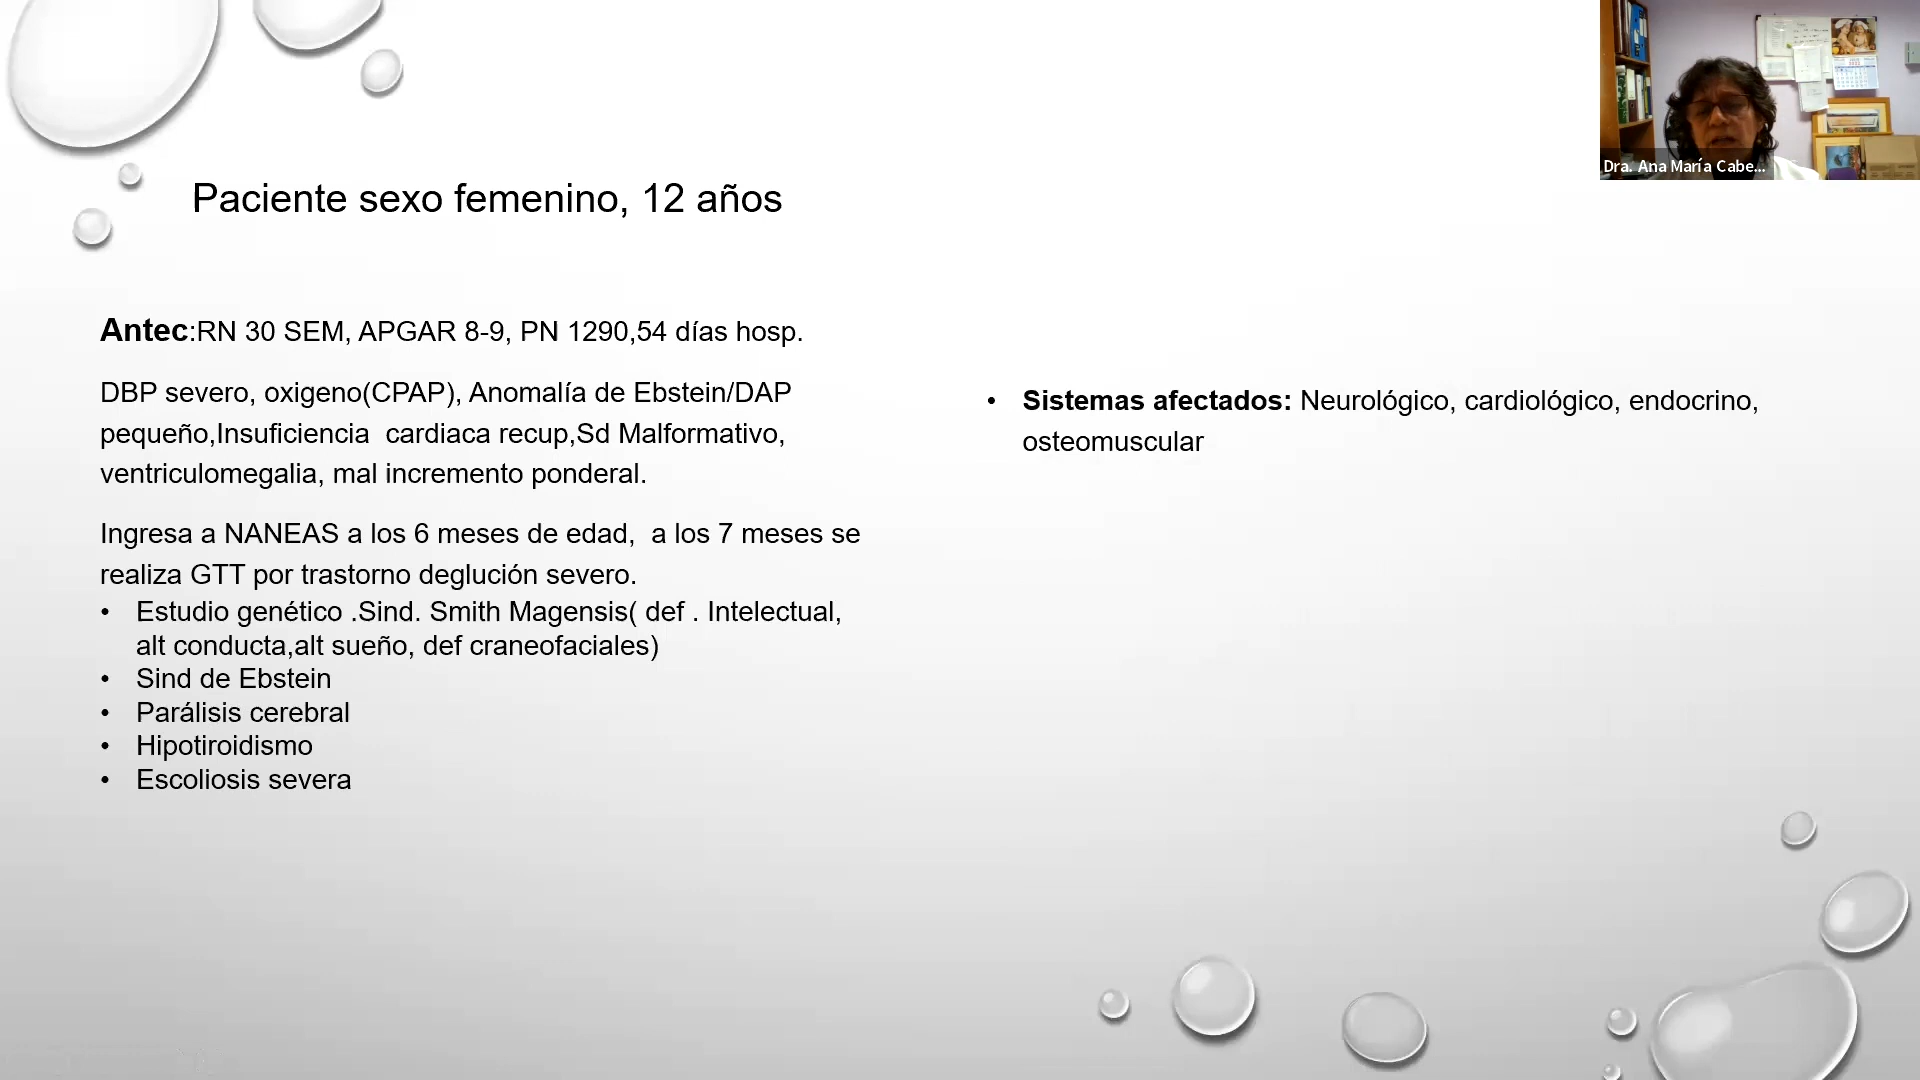 Dra. Ana María Cabe...
Paciente sexo femenino, 12 años
Antec:RN 30 SEM, APGAR 8-9, PN 1290,54 días hosp.
DBP severo, oxigeno(CPAP), Anomalía de Ebstein/DAP
pequeño,Insuficiencia  cardiaca recup,Sd Malformativo,
ventriculomegalia, mal incremento ponderal.
Ingresa a NANEAS a los 6 meses de edad,  a los 7 meses se
realiza GTT por trastorno deglución severo.
• Estudio genético .Sind. Smith Magensis( def . Intelectual,
alt conducta,alt sueño, def craneofaciales)
• Sind de Ebstein
• Parálisis cerebral
• Hipotiroidismo
• Escoliosis severa
• Sistemas afectados: Neurológico, cardiológico, endocrino,
osteomuscular